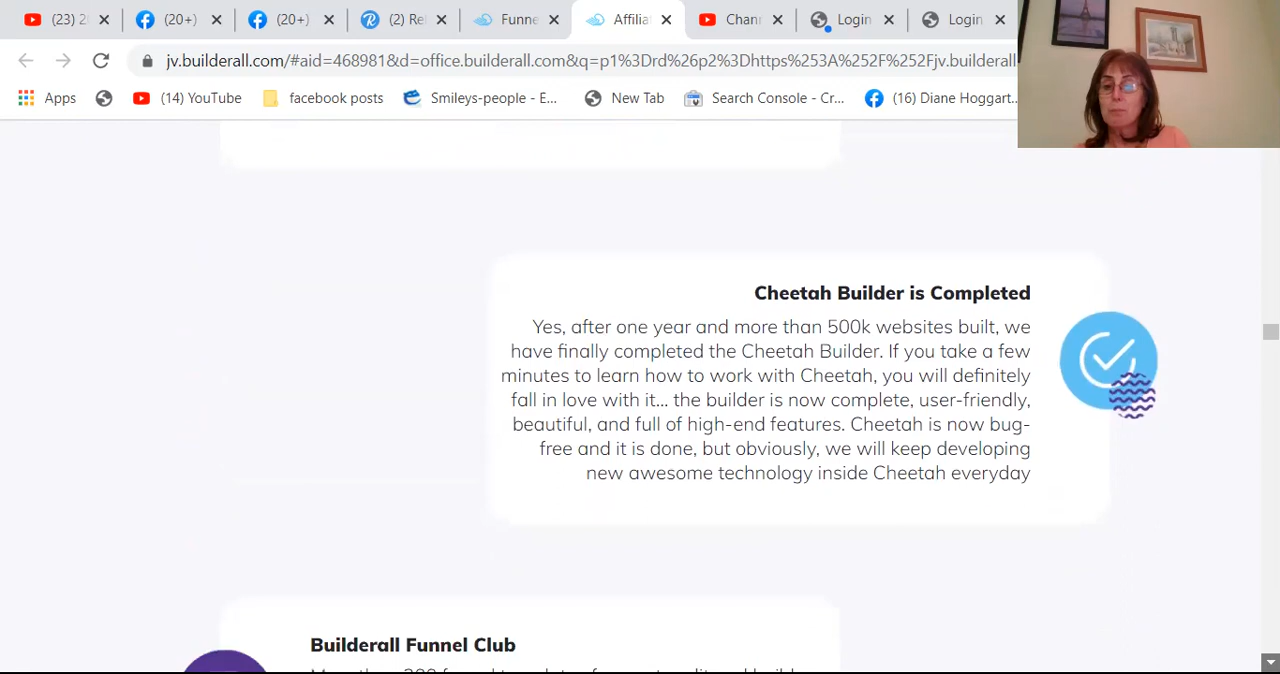 (23) 2
(20+)
(20+)
(2) Re
Funne
Affilia
Chan
Login
Login
jv.builderall.com/#aid=468981&d=office.builderall.com&q=p1%3Drd%26p2%3Dhttps%253A%252F%252Fjv.builderall
Apps
(14) YouTube
facebook posts
Smileys-people - E...
New Tab
Search Console - Cr...
(16) Diane Hoggart...
Cheetah Builder is Completed
Yes, after one year and more than 500k websites built, we
have finally completed the Cheetah Builder. If you take a few
minutes to learn how to work with Cheetah, you will definitely
fall in love with it... the builder is now complete, user-friendly,
beautiful, and full of high-end features. Cheetah is now bug-
free and it is done, but obviously, we will keep developing
new awesome technology inside Cheetah everyday
Builderall Funnel Club